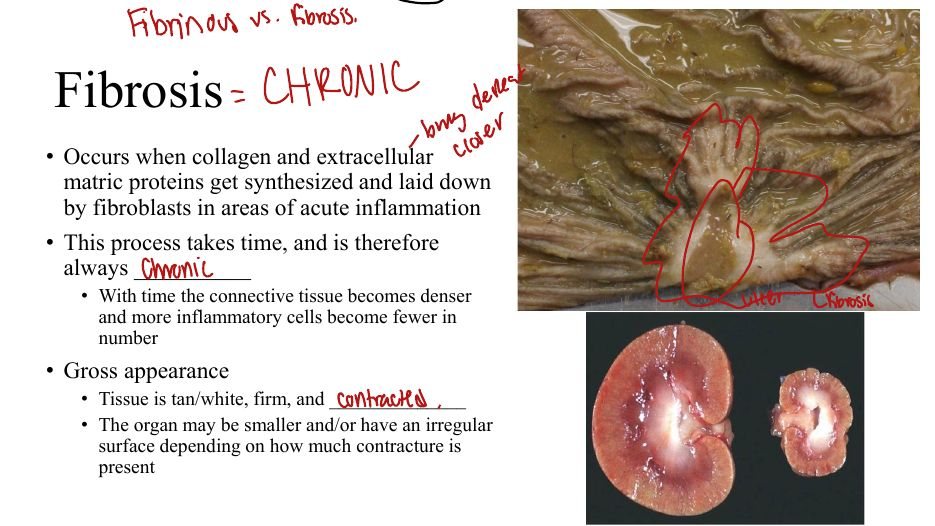 Fibrinous vs. Fibrosis.
Fibrosis = CHRONIC
closer
• Occurs when collagen and extracellular
matric proteins get synthesized and laid down
by fibroblasts in areas of acute inflammation
• This process takes time, and is therefore
always Chronic
• With time the connective tissue becomes denser
and more inflammatory cells become fewer in
number
• Gross appearance
• Tissue is tan/white, firm, and contracted.
• The organ may be smaller and/or have an irregular
surface depending on how much contracture is
present
Fibrosis